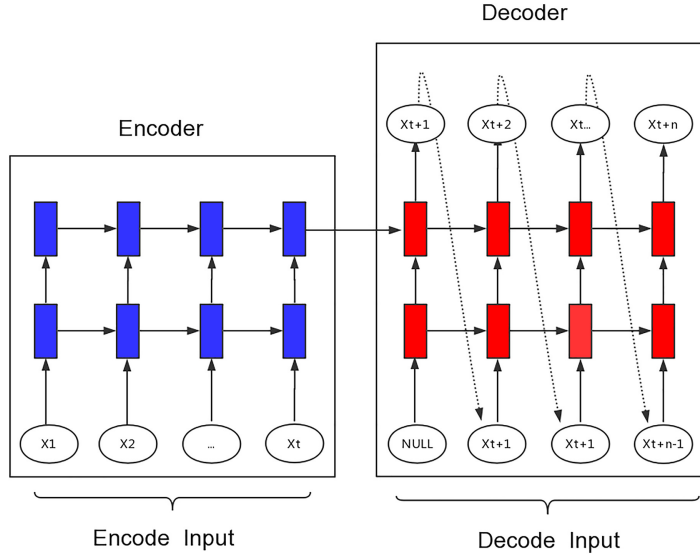 Decoder
Encoder
Xt+1 Xt+2 Xt... Xt+n
X1 X2 ... Xt
NULL Xt+1 Xt+1 Xt+n-1
Encode Input
Decode Input